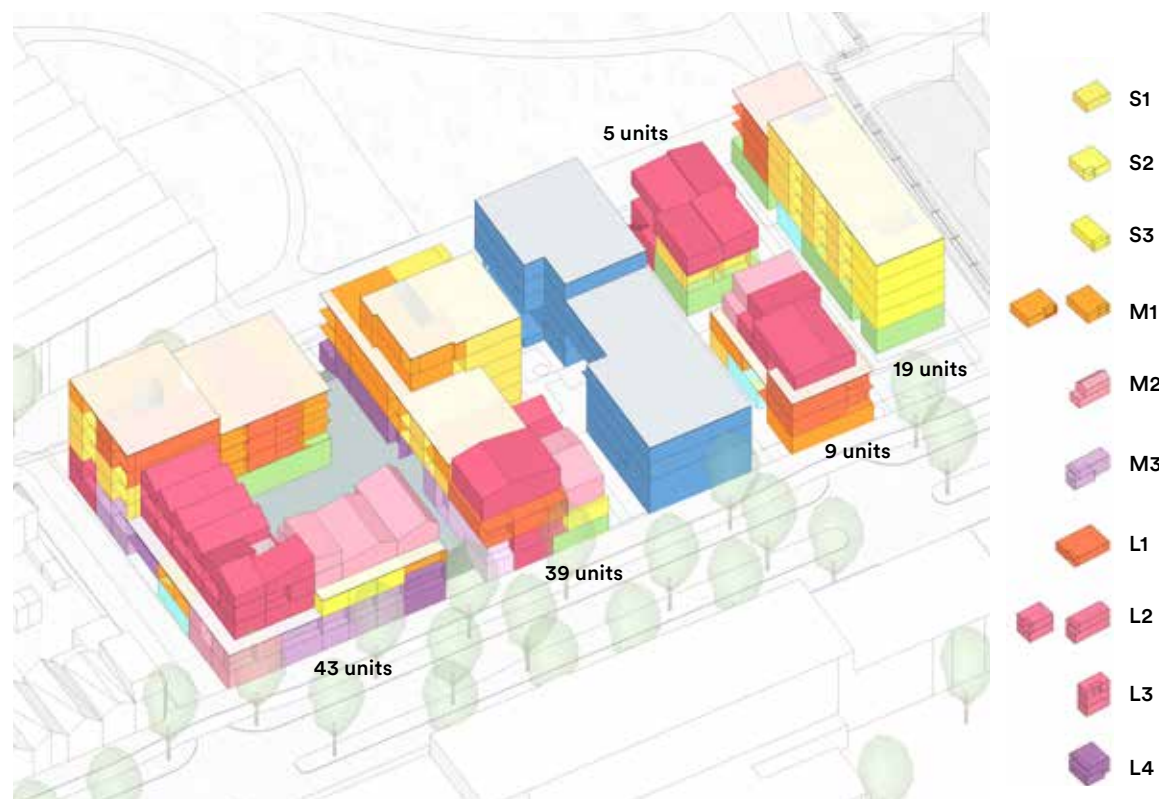 5 units
19 units
9 units
39 units
43 units
S1
S2
S3
M1
M2
M3
L1
L2
L3
L4